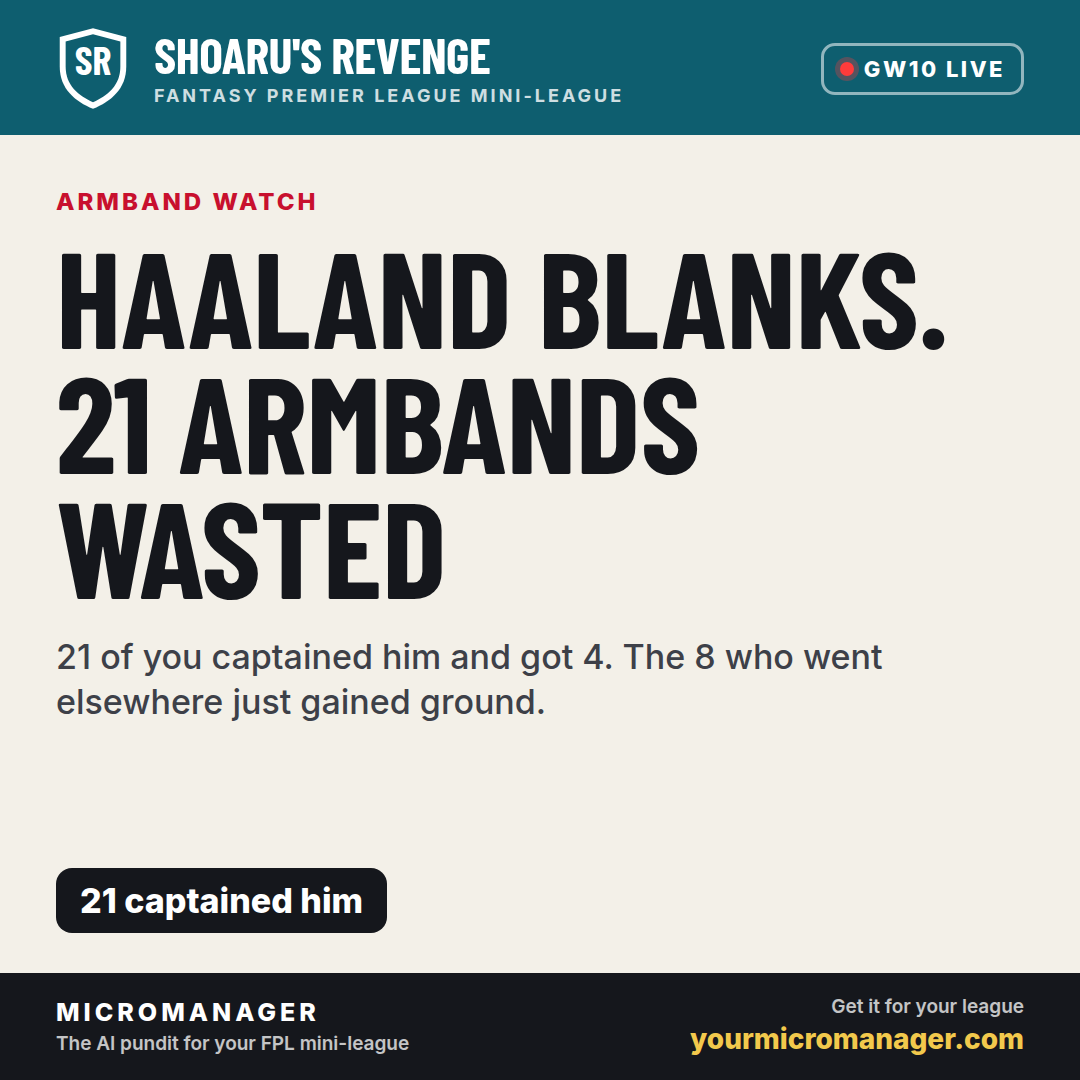 SR
SHOARU'S REVENGE
FANTASY PREMIER LEAGUE MINI-LEAGUE
GW10 LIVE
ARMBAND WATCH
HAALAND BLANKS.
21 ARMBANDS
WASTED
21 of you captained him and got 4. The 8 who went
elsewhere just gained ground.
21 captained him
MICROMANAGER
The AI pundit for your FPL mini-league
Get it for your league
yourmicromanager.com